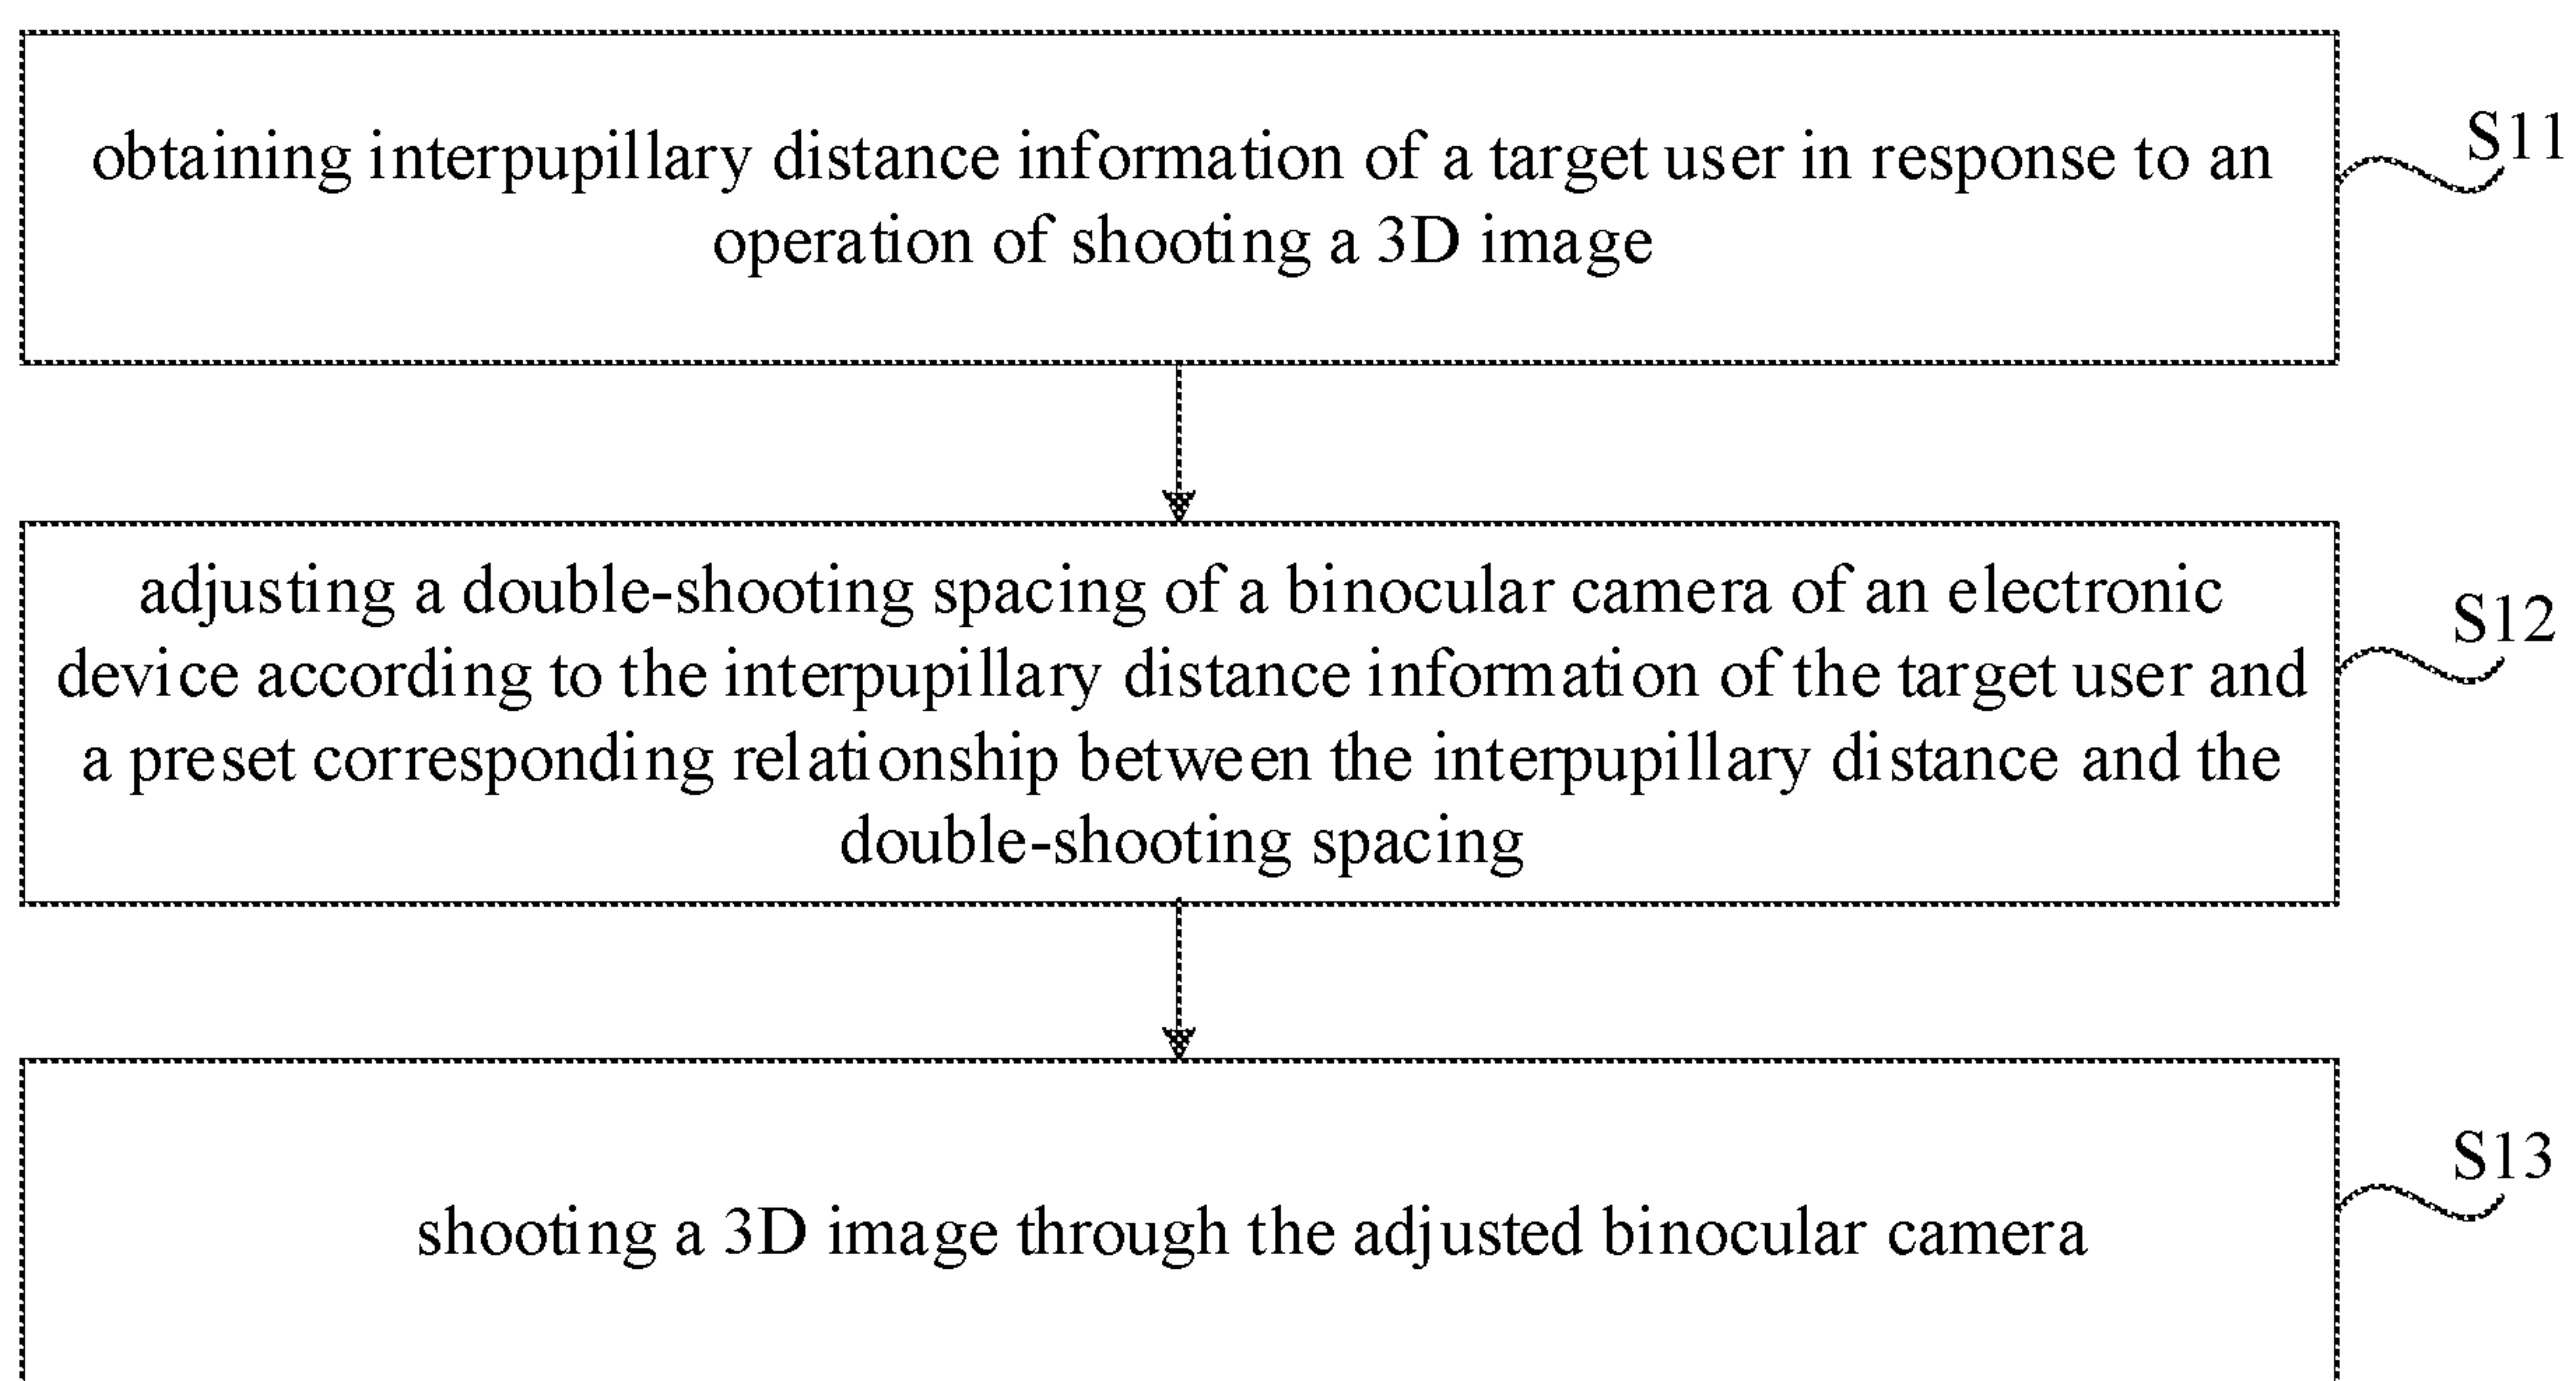 obtaining interpupillary distance information of a target user in response to an
operation of shooting a 3D image
S11
adjusting a double-shooting spacing of a binocular camera of an electronic
device according to the interpupillary distance information of the target user and
a preset corresponding relationship between the interpupillary distance and the
double-shooting spacing
S12
shooting a 3D image through the adjusted binocular camera
S13